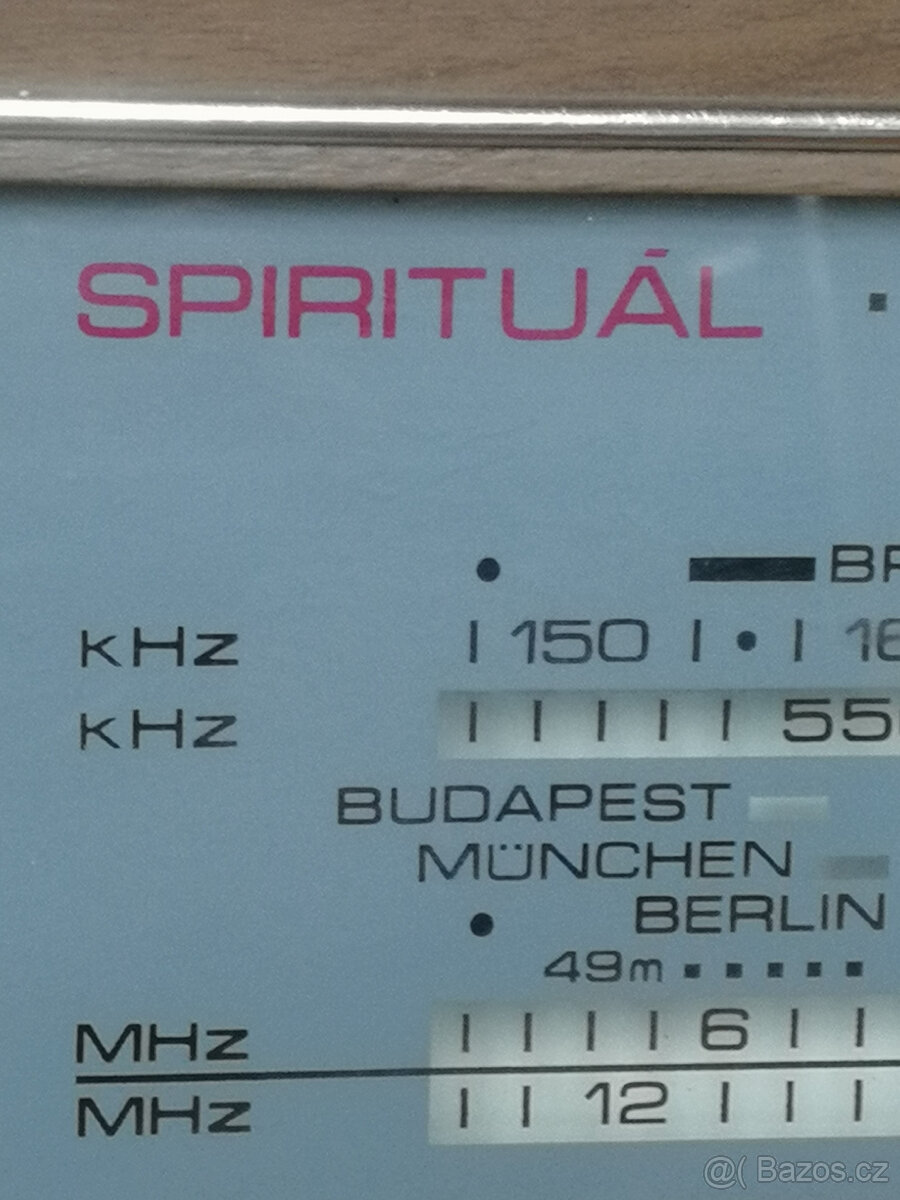 SPIRITUÁL
kHz 150
kHz
BUDAPEST
MÜNCHEN
BERLIN
49m
MHz 6
MHz 12
@( Bazos.cz